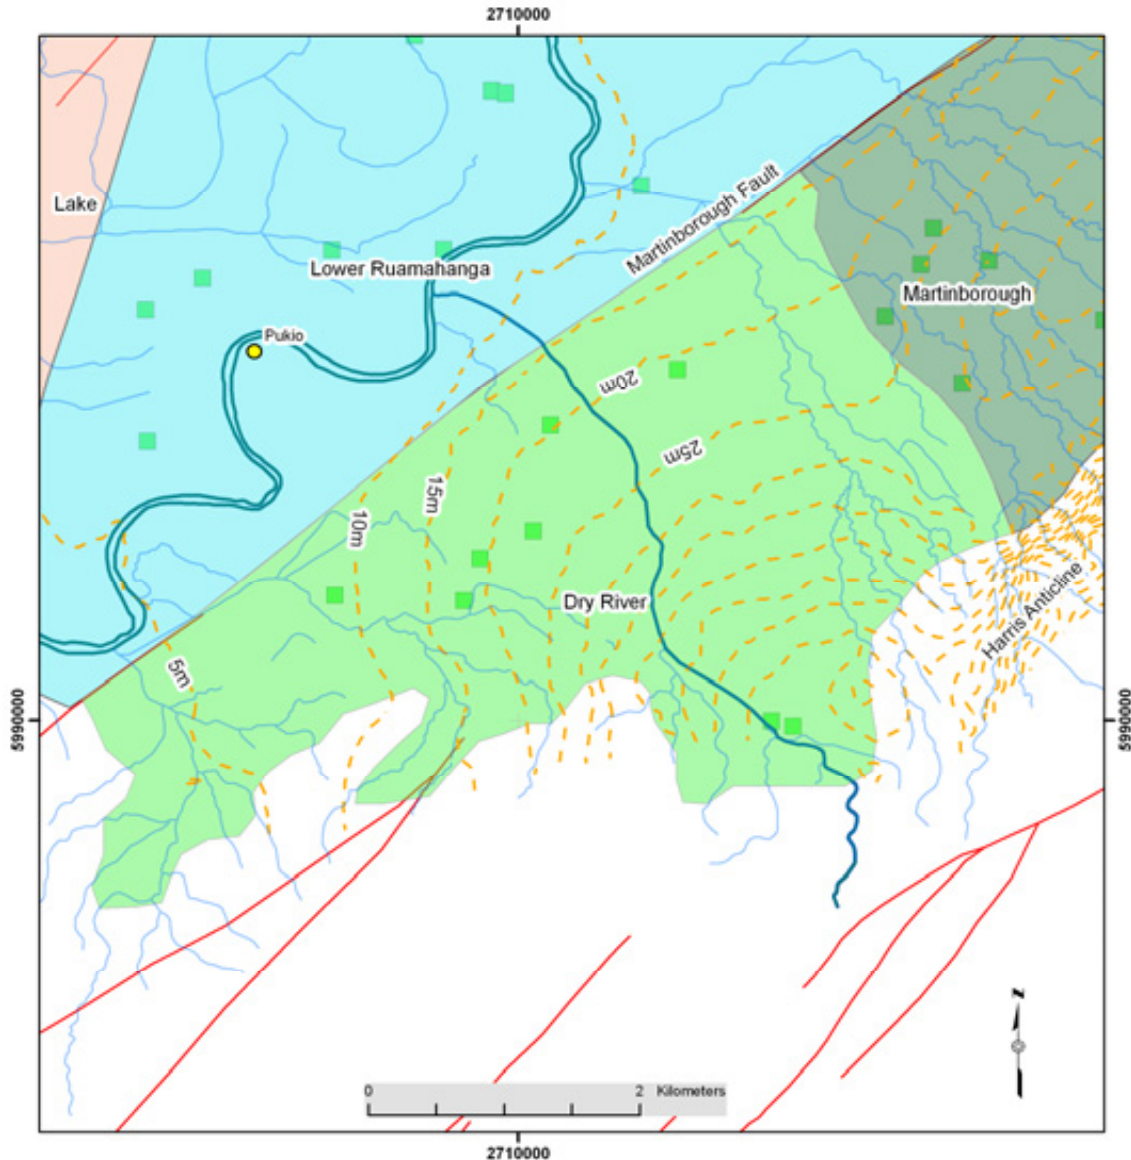 2710000
Lake
Martinborough Fault
Lower Ruamahanga
Martinborough
Pukio
20m
25m
15m
10m
Dry River
Harris Anticline
5m
5990000
5990000
N
0 2 Kilometers
2710000